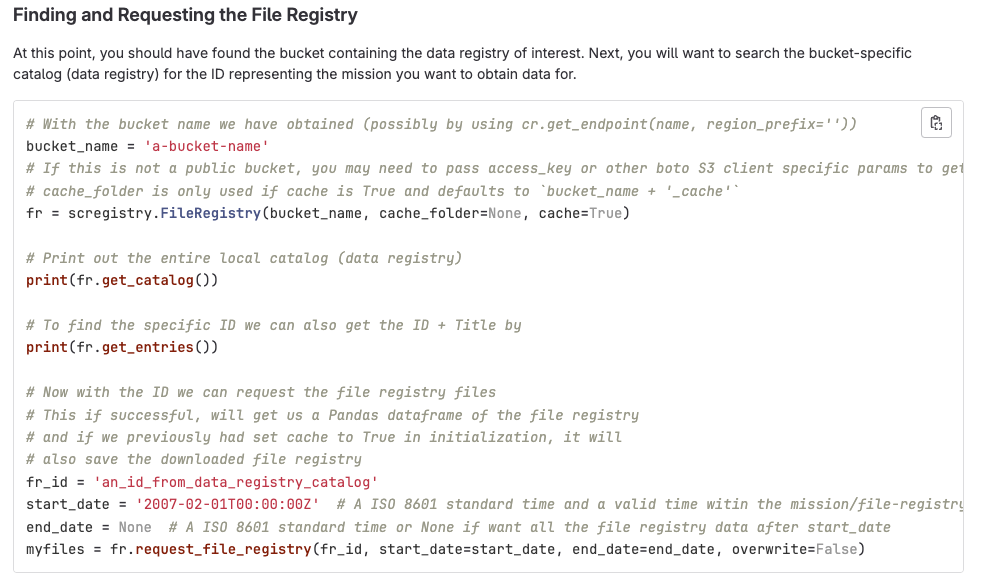 Finding and Requesting the File Registry
At this point, you should have found the bucket containing the data registry of interest. Next, you will want to search the bucket-specific
catalog (data registry) for the ID representing the mission you want to obtain data for.
# With the bucket name we have obtained (possibly by using cr.get_endpoint(name, region_prefix=''))
bucket_name = 'a-bucket-name'
# If this is not a public bucket, you may need to pass access_key or other boto S3 client specific params to get
# cache_folder is only used if cache is True and defaults to `bucket_name + '_cache'`
fr = scregistry.FileRegistry(bucket_name, cache_folder=None, cache=True)
# Print out the entire local catalog (data registry)
print(fr.get_catalog())
# To find the specific ID we can also get the ID + Title by
print(fr.get_entries())
# Now with the ID we can request the file registry files
# This if successful, will get us a Pandas dataframe of the file registry
# and if we previously had set cache to True in initialization, it will
# also save the downloaded file registry
fr_id = 'an_id_from_data_registry_catalog'
start_date = '2007-02-01T00:00:00Z'  # A ISO 8601 standard time and a valid time witin the mission/file-registry
end_date = None  # A ISO 8601 standard time or None if want all the file registry data after start_date
myfiles = fr.request_file_registry(fr_id, start_date=start_date, end_date=end_date, overwrite=False)